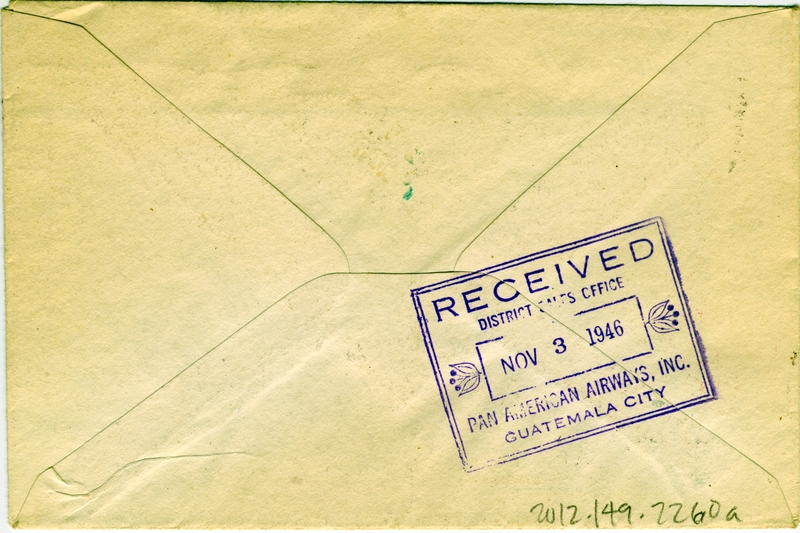 RECEIVED
DISTRICT SALES OFFICE
NOV 3 1946
PAN AMERICAN AIRWAYS, INC.
GUATEMALA CITY
2012.149.2260a